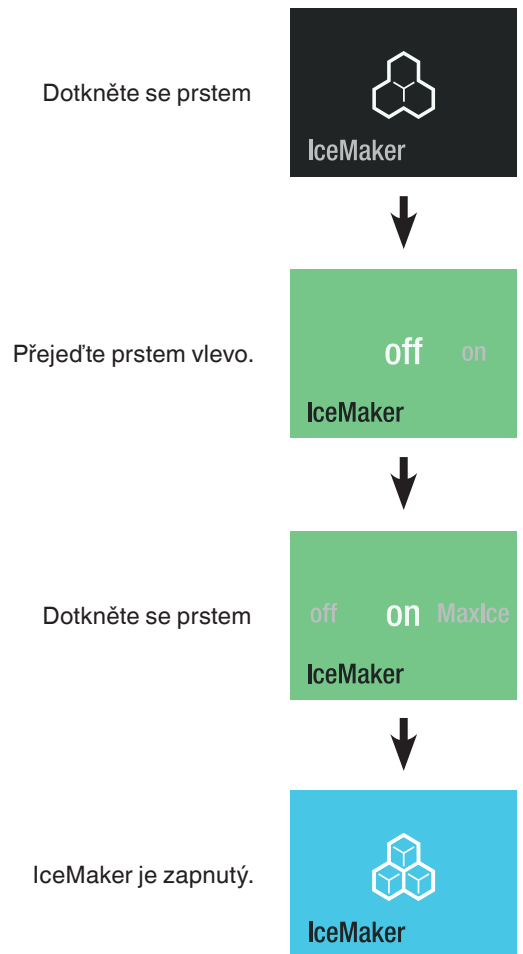 Dotkněte se prstem
IceMaker
Přejeďte prstem vlevo.
off on
IceMaker
Dotkněte se prstem
off on MaxIce
IceMaker
IceMaker je zapnutý.
IceMaker